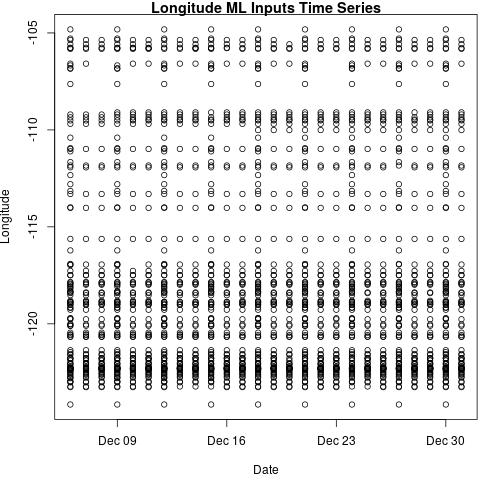 Longitude ML Inputs Time Series
Longitude
-105
-110
-115
-120
Dec 09
Dec 16
Dec 23
Dec 30
Date